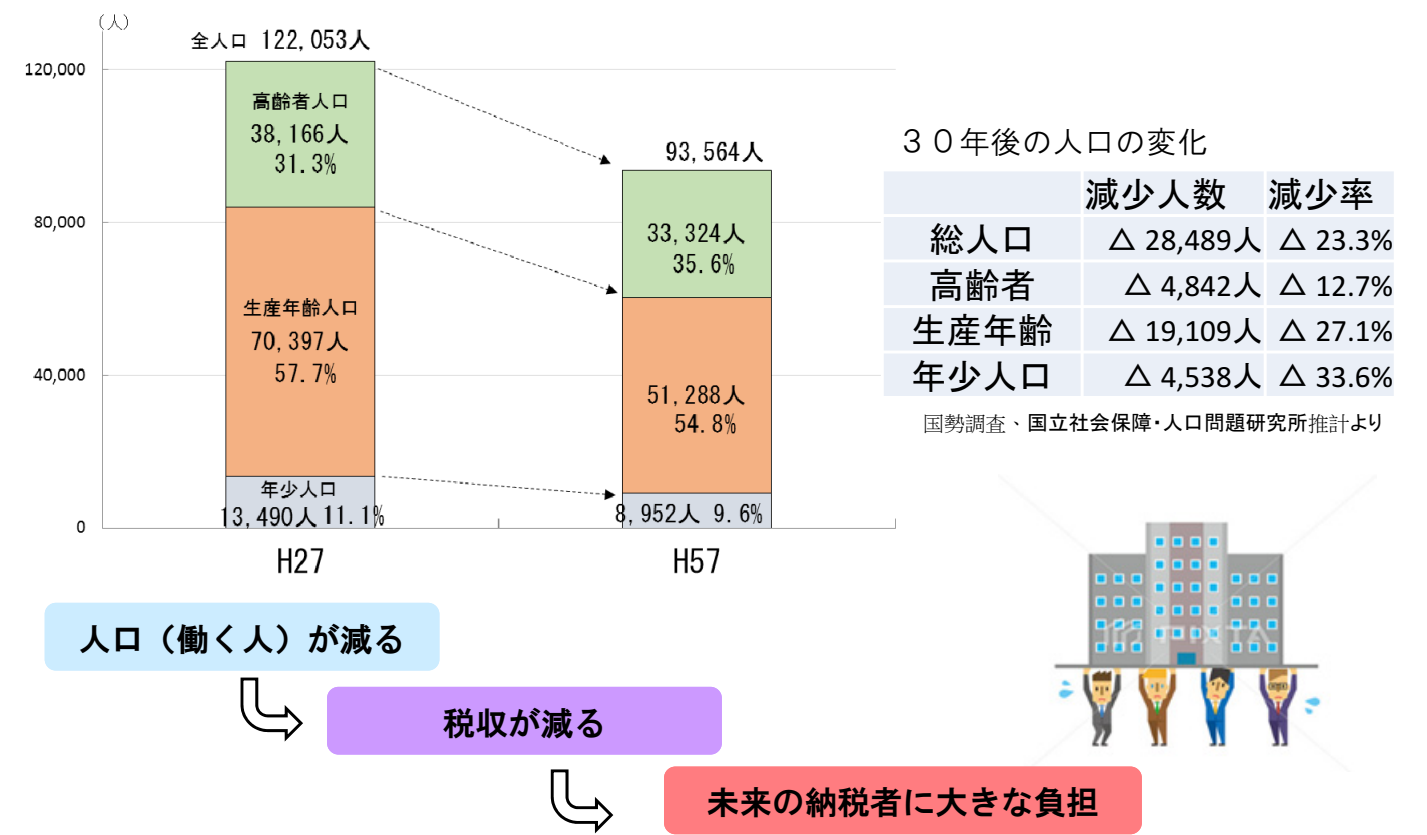 (人)
全人口 122,053人
120,000
80,000
40,000
0
高齢者人口
38,166人
31.3%
生産年齢人口
70,397人
57.7%
年少人口
13,490人 11.1%
H27
93,564人
33,324人
35.6%
51,288人
54.8%
8,952人 9.6%
H57
30年後の人口の変化
減少人数 減少率
総人口 △ 28,489人 △ 23.3%
高齢者 △ 4,842人 △ 12.7%
生産年齢 △ 19,109人 △ 27.1%
年少人口 △ 4,538人 △ 33.6%
国勢調査、国立社会保障・人口問題研究所推計より
人口（働く人）が減る
税収が減る
未来の納税者に大きな負担